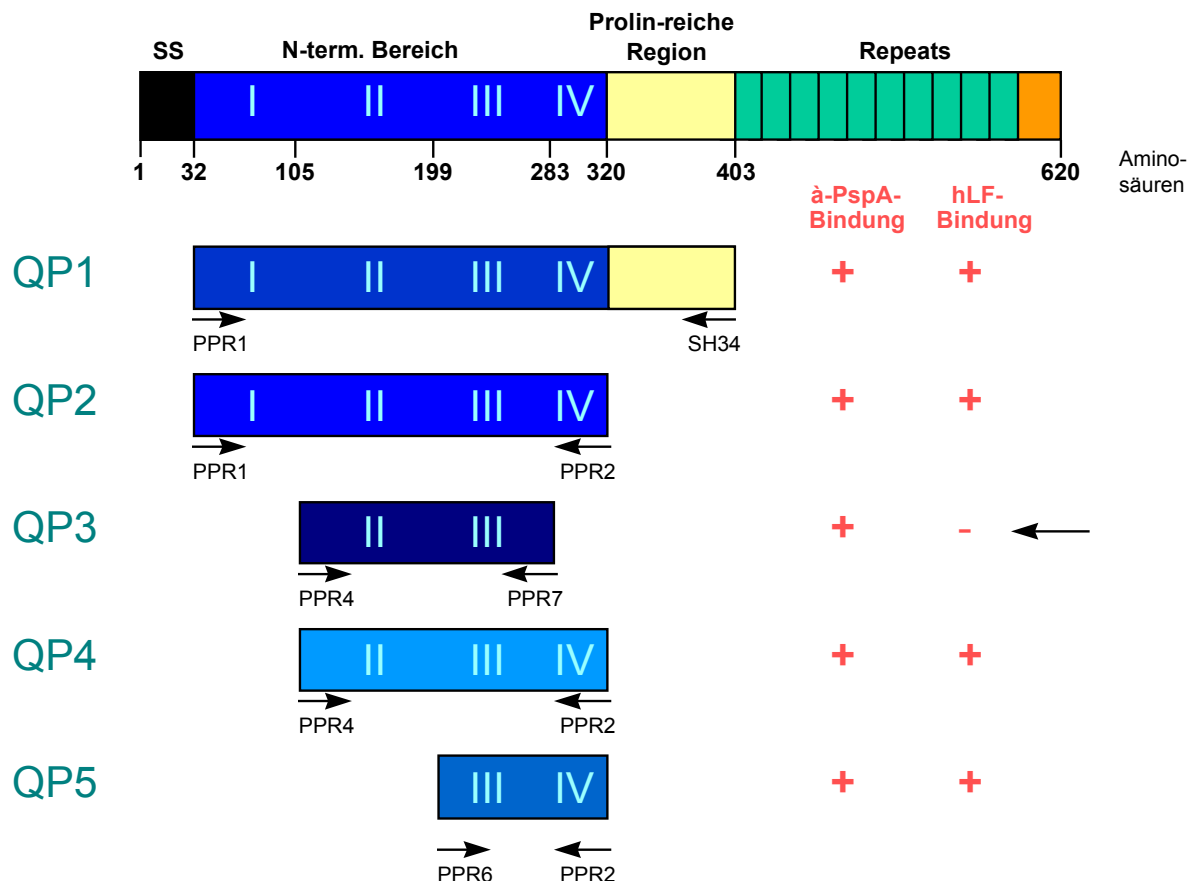 Prolin-reiche
SS N-term. Bereich Region Repeats
I II III IV
1 32 105 199 283 320 403 620
Amino-
säuren
à-PspA- hLF-
Bindung Bindung
QP1 I II III IV + +
PPR1 SH34
QP2 I II III IV + +
PPR1 PPR2
QP3 II III + -
PPR4 PPR7
QP4 II III IV + +
PPR4 PPR2
QP5 III IV + +
PPR6 PPR2